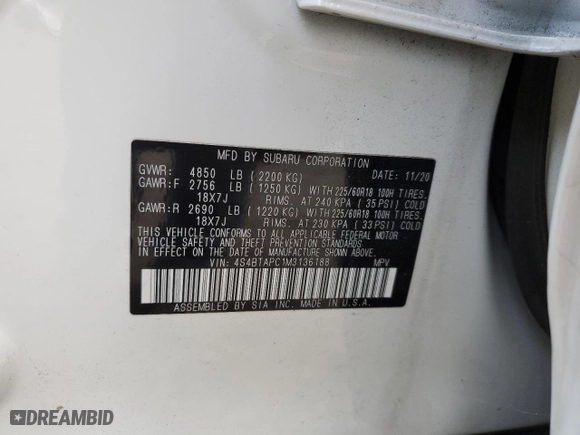 MFD BY SUBARU CORPORATION
GVWR: 4850 LB (2200 KG) DATE: 11/20
GAWR:F 2756 LB (1250 KG) WITH 225/60R18 100H TIRES.
18X7J RIMS. AT 240 KPA (35 PSI) COLD
GAWR:R 2690 LB (1220 KG) WITH 225/60R18 100H TIRES.
18X7J RIMS. AT 230 KPA (33 PSI) COLD
THIS VEHICLE CONFORMS TO ALL APPLICABLE FEDERAL MOTOR
VEHICLE SAFETY, BUMPER, AND THEFT PREVENTION STANDARDS
IN EFFECT ON THE DATE OF MANUFACTURE SHOWN ABOVE.
VIN: 4S4BTAPC1M3136188 MPV
ASSEMBLED BY SIA INC. MADE IN U.S.A.
DREAMBID